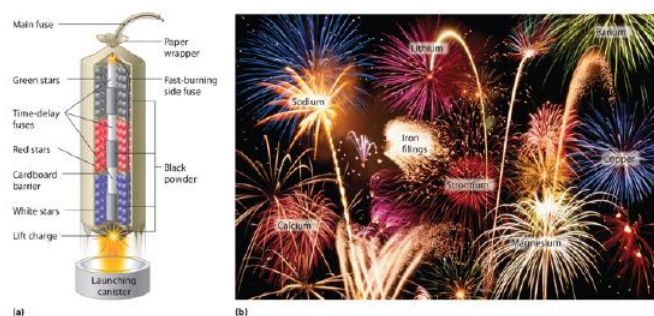 Main fuse
Paper
wrapper
Green stars
Fast-burning
side fuse
Time-delay
fuses
Red stars
Black
powder
Cardboard
barrier
White stars
Lift charge
Launching
canister
(a)
Barium
Lithium
Sodium
Iron
filings
Copper
Strontium
Calcium
Magnesium
(b)